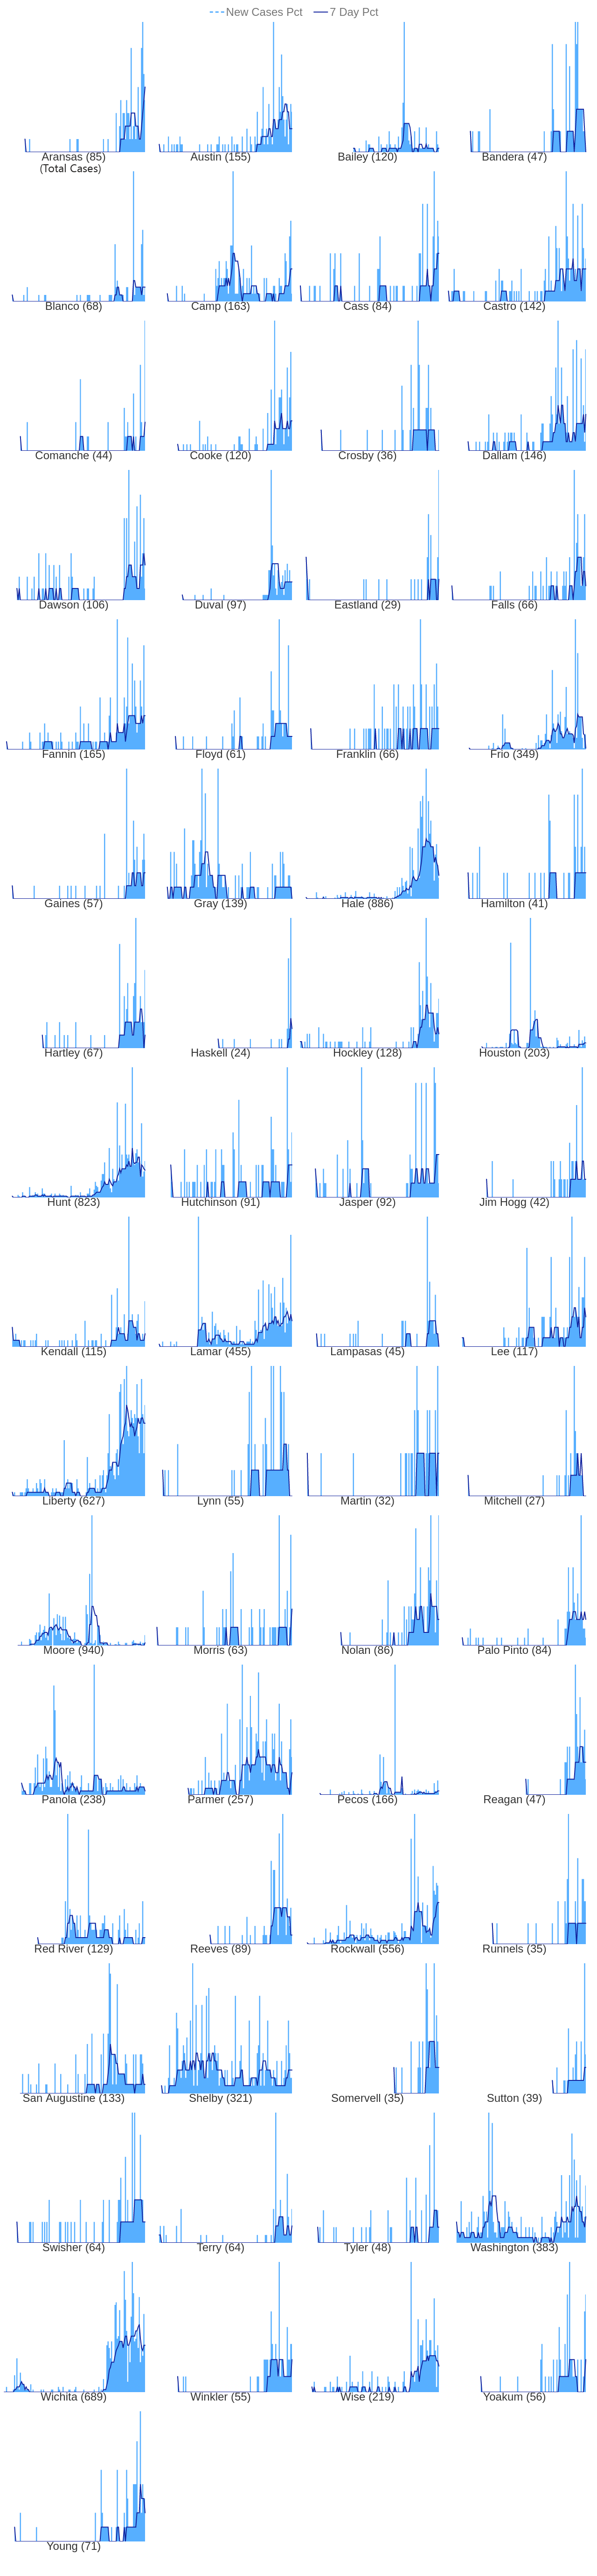 New Cases Pct 7 Day Pct
Aransas (85) Austin (155) Bailey (120) Bandera (47)
(Total Cases)
Blanco (68) Camp (163) Cass (84) Castro (142)
Comanche (44) Cooke (120) Crosby (36) Dallam (146)
Dawson (106) Duval (97) Eastland (29) Falls (66)
Fannin (165) Floyd (61) Franklin (66) Frio (349)
Gaines (57) Gray (139) Hale (886) Hamilton (41)
Hartley (67) Haskell (24) Hockley (128) Houston (203)
Hunt (823) Hutchinson (91) Jasper (92) Jim Hogg (42)
Kendall (115) Lamar (455) Lampasas (45) Lee (117)
Liberty (627) Lynn (55) Martin (32) Mitchell (27)
Moore (940) Morris (63) Nolan (86) Palo Pinto (84)
Panola (238) Parmer (257) Pecos (166) Reagan (47)
Red River (129) Reeves (89) Rockwall (556) Runnels (35)
San Augustine (133) Shelby (321) Somervell (35) Sutton (39)
Swisher (64) Terry (64) Tyler (48) Washington (383)
Wichita (689) Winkler (55) Wise (219) Yoakum (56)
Young (71)